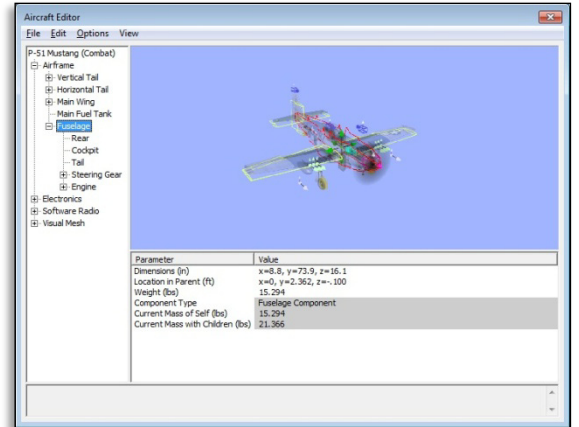 Aircraft Editor
File Edit Options View
P-51 Mustang (Combat)
Airframe
Vertical Tail
Horizontal Tail
Main Wing
Main Fuel Tank
Fuselage
Rear
Cockpit
Tail
Steering Gear
Engine
Electronics
Software Radio
Visual Mesh
Parameter Value
Dimensions (in) x=8.8, y=73.9, z=16.1
Location in Parent (ft) x=0, y=2.362, z=-.100
Weight (lbs) 15.294
Component Type Fuselage Component
Current Mass of Self (lbs) 15.294
Current Mass with Children (lbs) 21.366